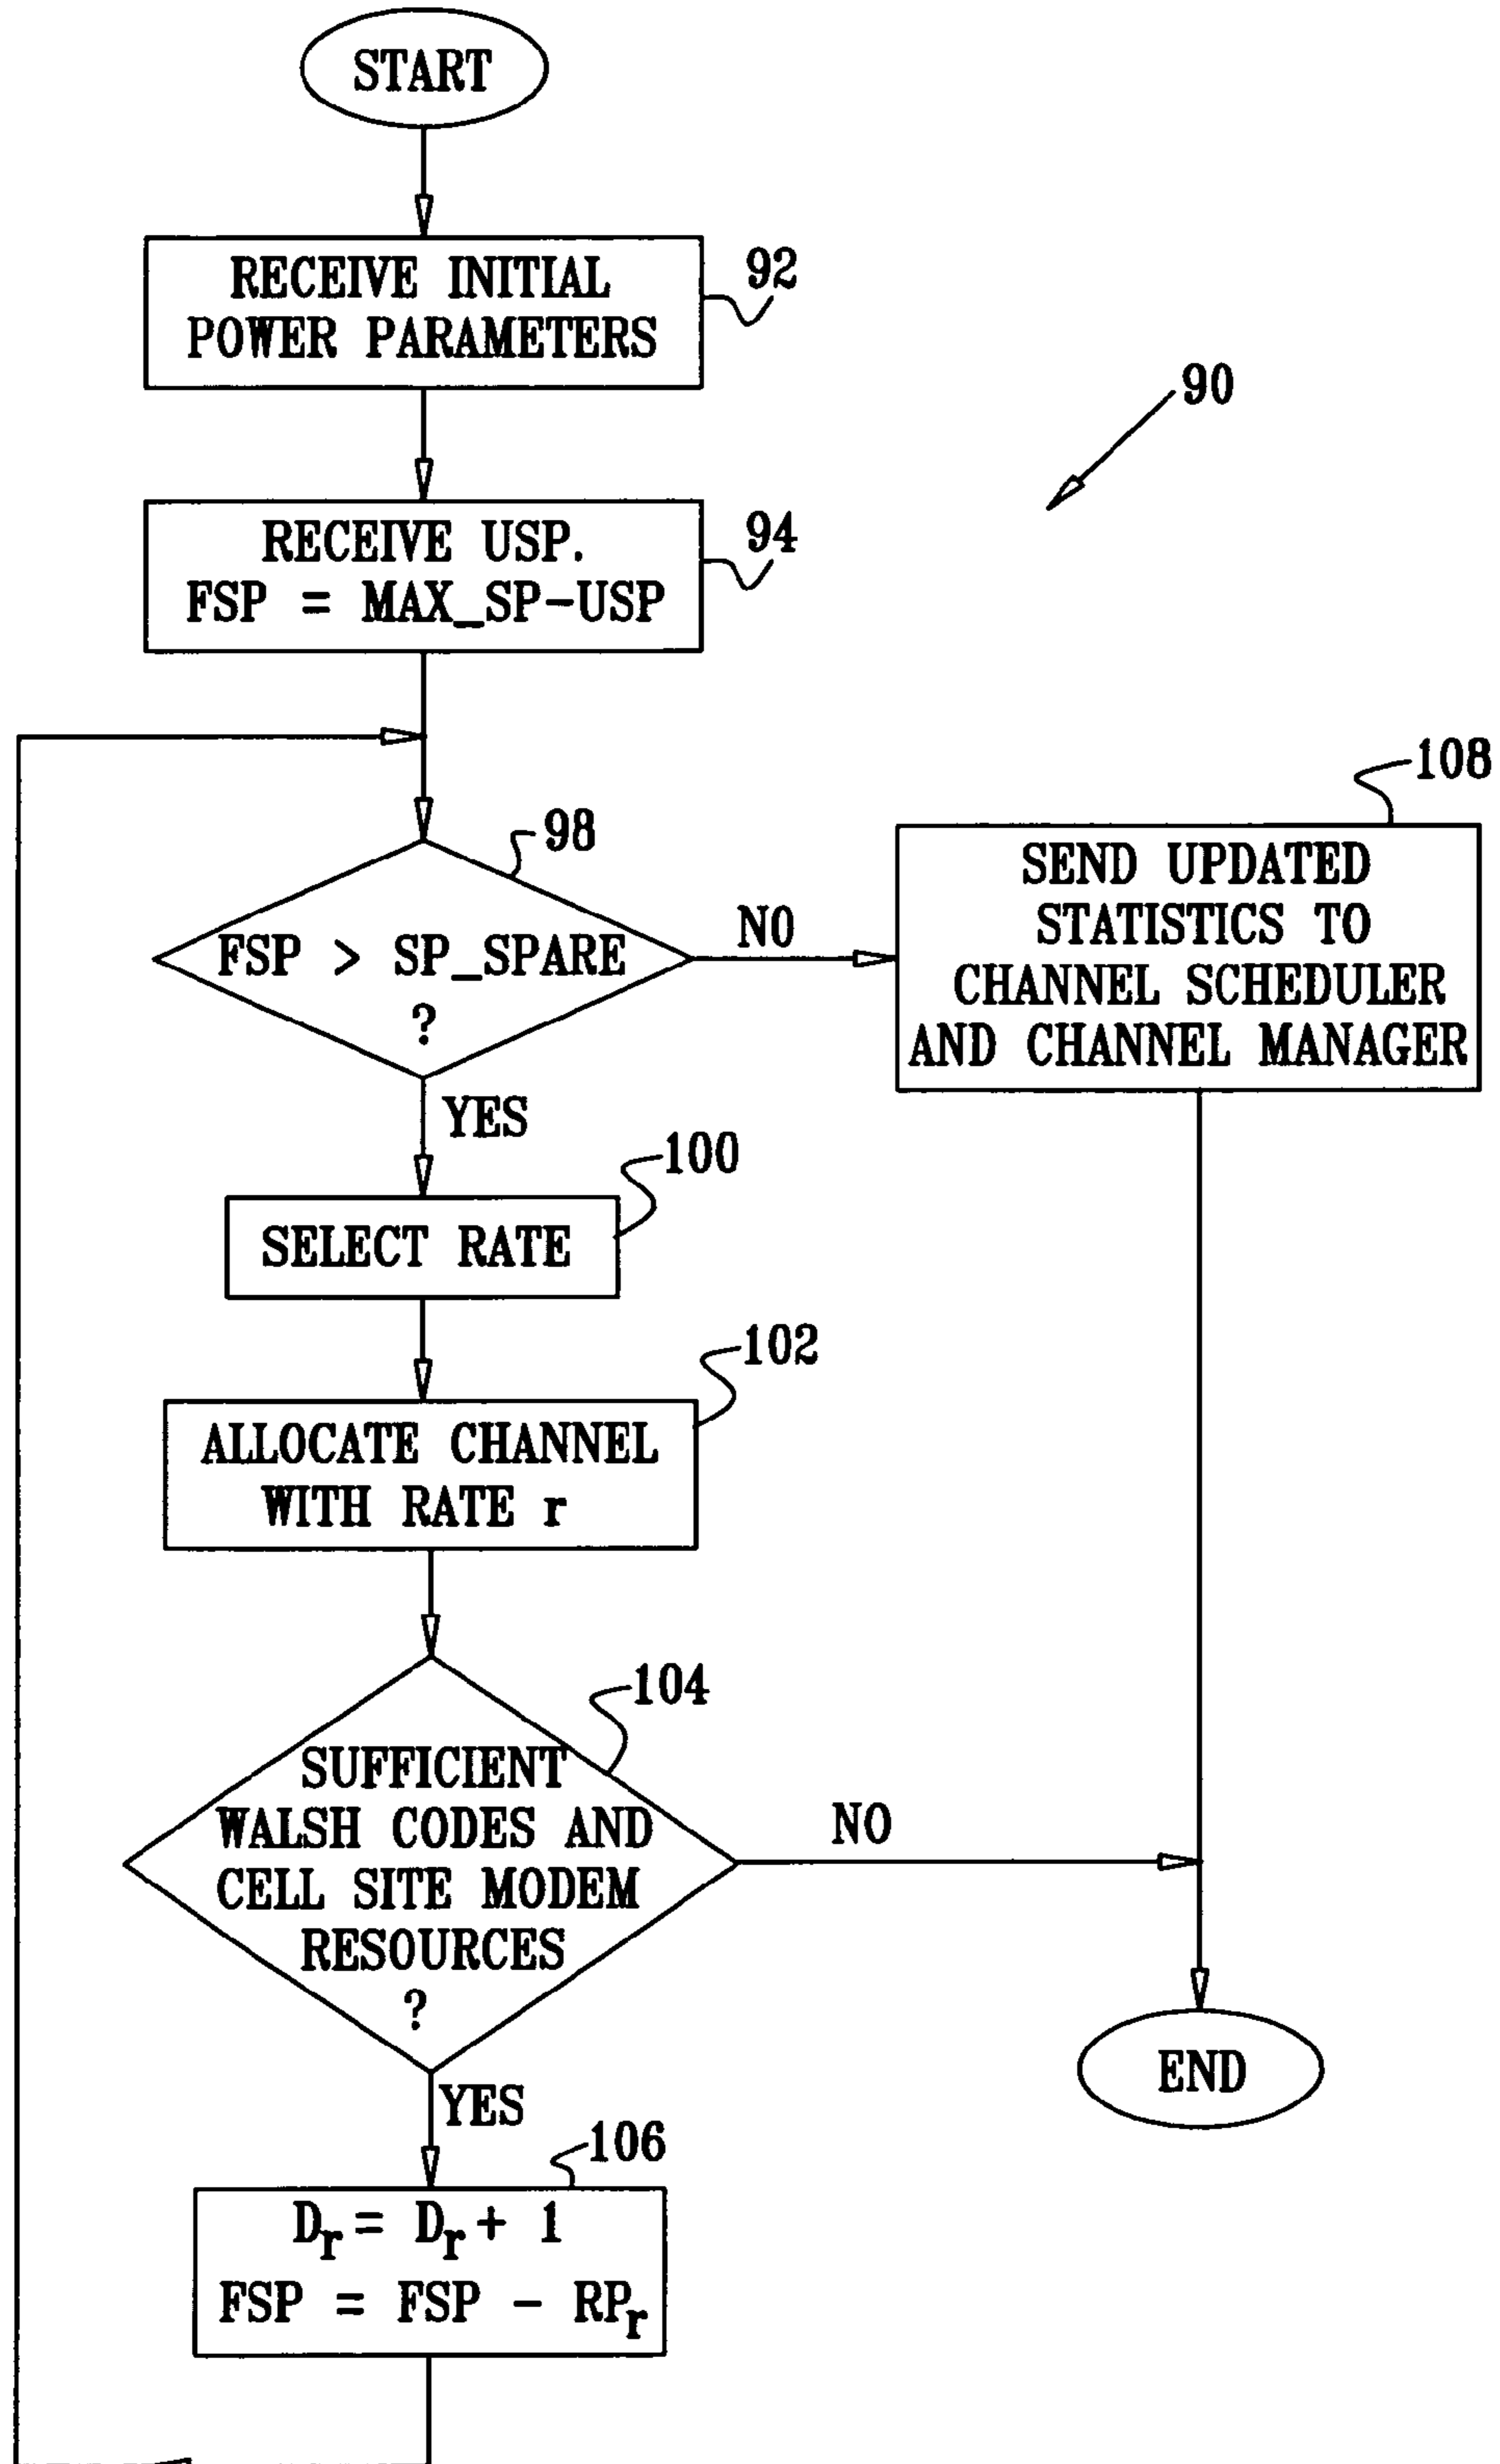 START
RECEIVE INITIAL
POWER PARAMETERS
92
90
RECEIVE USP.
FSP = MAX_SP-USP
94
98
FSP > SP_SPARE
?
NO
108
SEND UPDATED
STATISTICS TO
CHANNEL SCHEDULER
AND CHANNEL MANAGER
YES
100
SELECT RATE
102
ALLOCATE CHANNEL
WITH RATE r
104
SUFFICIENT
WALSH CODES AND
CELL SITE MODEM
RESOURCES
?
NO
END
YES
106
Dr = Dr + 1
FSP = FSP - RPr